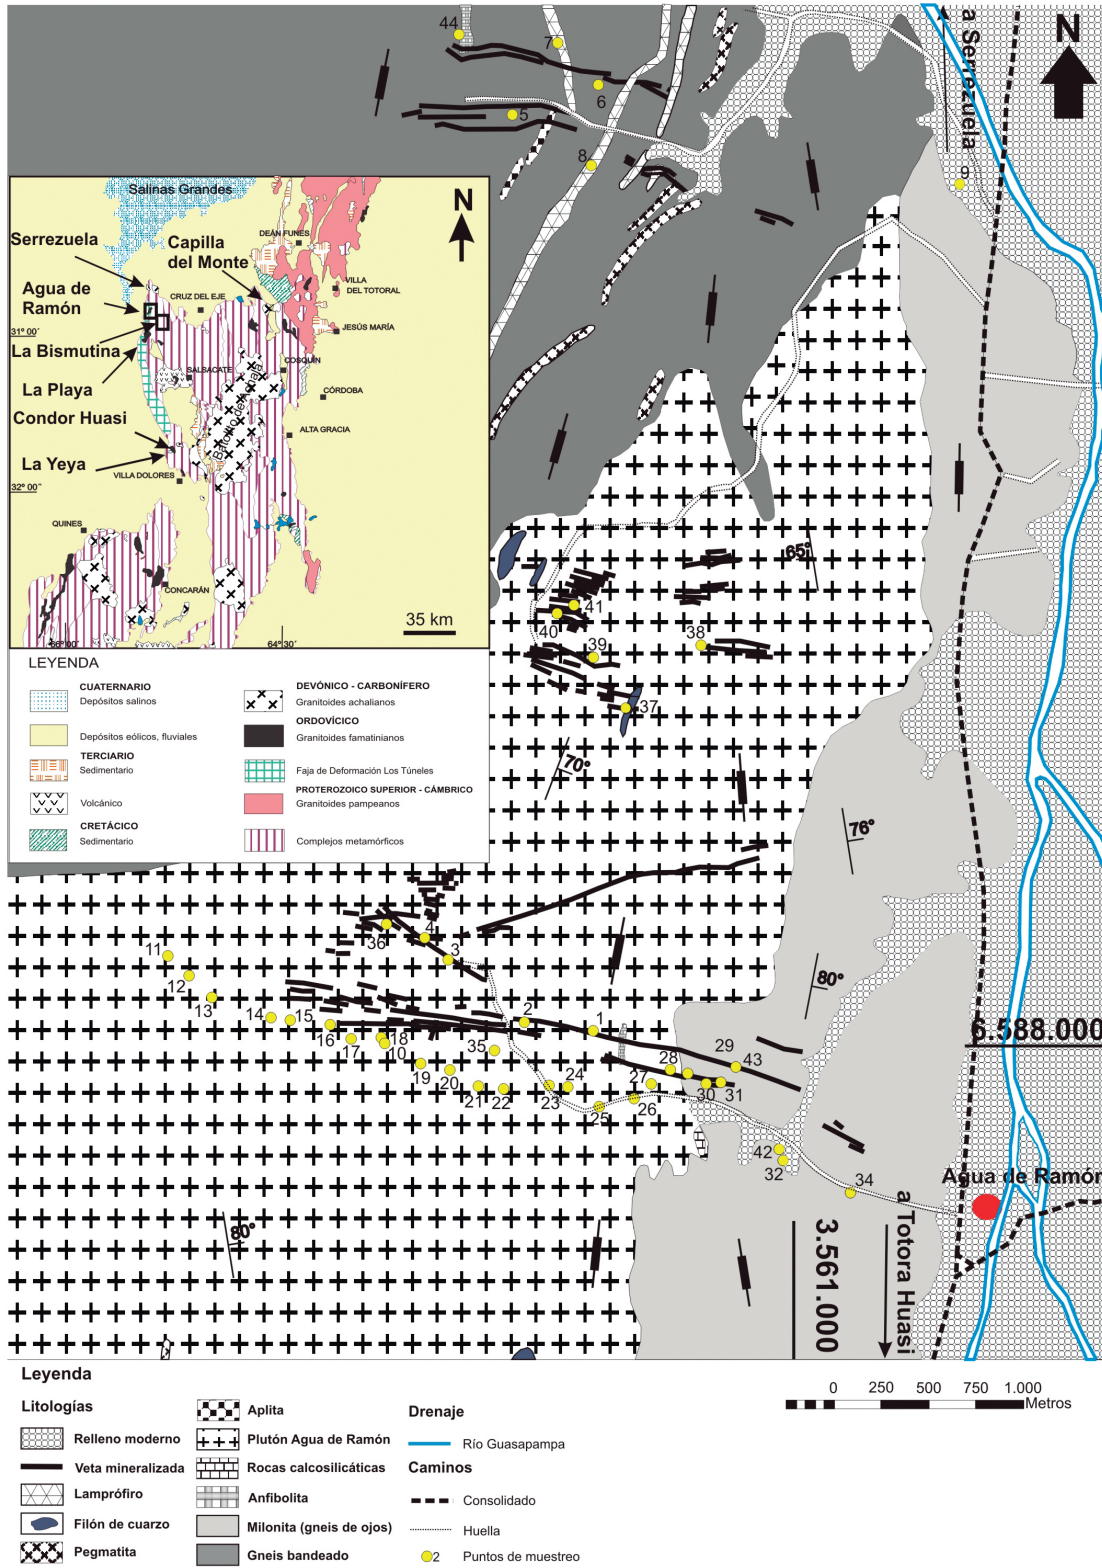 44
7
N
a Serrezuela
6
5
8
9
Salinas Grandes
N
Serrezuela
Capilla
del Monte
DEÁN FUNES
Agua de
Ramón
VILLA
DEL TOTORAL
CRUZ DEL EJE
31° 00´
JESÚS MARÍA
La Bismutina
COSQUÍN
SALSACATE
La Playa
CÓRDOBA
Batolito de Achala
Condor Huasi
ALTA GRACIA
La Yeya
VILLA DOLORES
32° 00¨
QUINES
CONCARÁN
35 km
66° 00´
64° 30´
65°
41
40
39
38
37
70°
76°
LEYENDA
CUATERNARIO
Depósitos salinos
Depósitos eólicos, fluviales
TERCIARIO
Sedimentario
Volcánico
CRETÁCICO
Sedimentario
DEVÓNICO - CARBONÍFERO
Granitoides achalianos
ORDOVÍCICO
Granitoides famatinianos
Faja de Deformación Los Túneles
PROTEROZOICO SUPERIOR - CÁMBRICO
Granitoides pampeanos
Complejos metamórficos
36
4
3
11
12
13
80°
14
15
16
17
18
10
2
1
6.588.000
35
19
20
21
22
23
24
25
26
27
28
29
43
30
31
42
32
34
Agua de Ramón
80°
3.561.000
a Totora Huasi
Leyenda
Litologías
Relleno moderno
Veta mineralizada
Lamprófiro
Filón de cuarzo
Pegmatita
Aplita
Plutón Agua de Ramón
Rocas calcosilicáticas
Anfibolita
Milonita (gneis de ojos)
Gneis bandeado
Drenaje
Río Guasapampa
Caminos
Consolidado
Huella
2 Puntos de muestreo
0 250 500 750 1.000
Metros